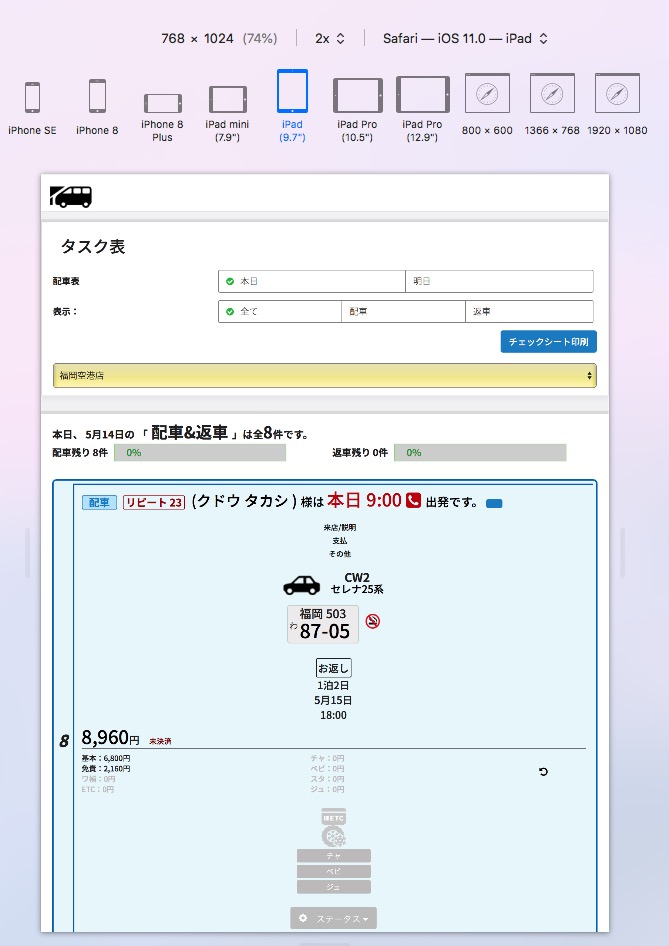 768 × 1024 (74%) 2x Safari — iOS 11.0 — iPad
iPhone SE
iPhone 8
iPhone 8 Plus
iPad mini (7.9")
iPad (9.7")
iPad Pro (10.5")
iPad Pro (12.9")
800 × 600
1366 × 768
1920 × 1080
タスク表
配車表 本日 明日
表示： 全て 配車 返車
チェックシート印刷
福岡空港店
本日、5月14日の 「 配車&返車 」は全8件です。
配車残り 8件 0% 返車残り 0件 0%
配車 リピート 23 (クドウ タカシ ) 様は 本日 9:00 出発です。
来店/説明
支払
その他
CW2
セレナ25系
福岡 503
わ 87-05
お返し
1泊2日
5月15日
18:00
8 8,960円 未決済
基本：6,800円 チャ：0円
免責：2,160円 ベビ：0円
ワ補：0円 スタ：0円
ETC：0円 ジュ：0円
ETC
チャ
ベビ
ジュ
ステータス